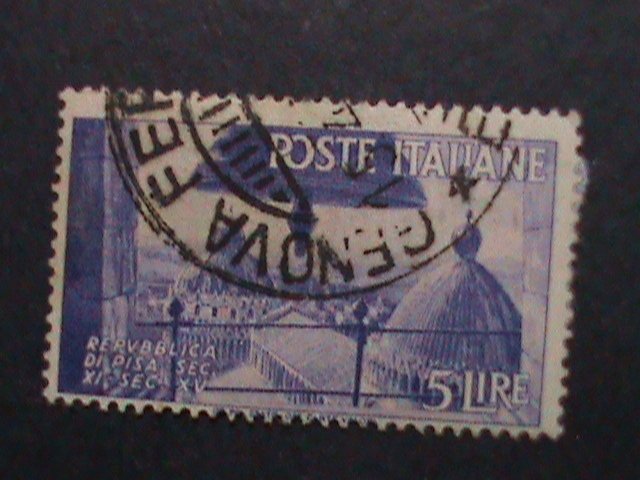 POSTE ITALIANE
GENOVA FER
REPVBBLICA
DI PISA SEC.
XI. SEC. XV
5 LIRE